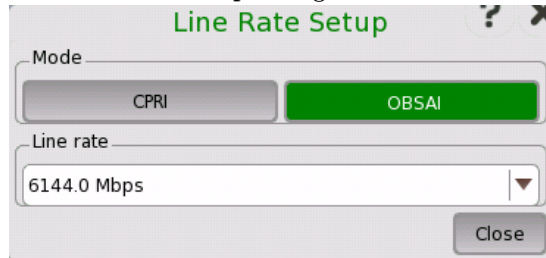 Line Rate Setup ?
Mode
CPRI OBSAI
Line rate
6144.0 Mbps
Close